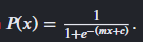 P(x) = 1/(1+e^{-(mx+c)}).